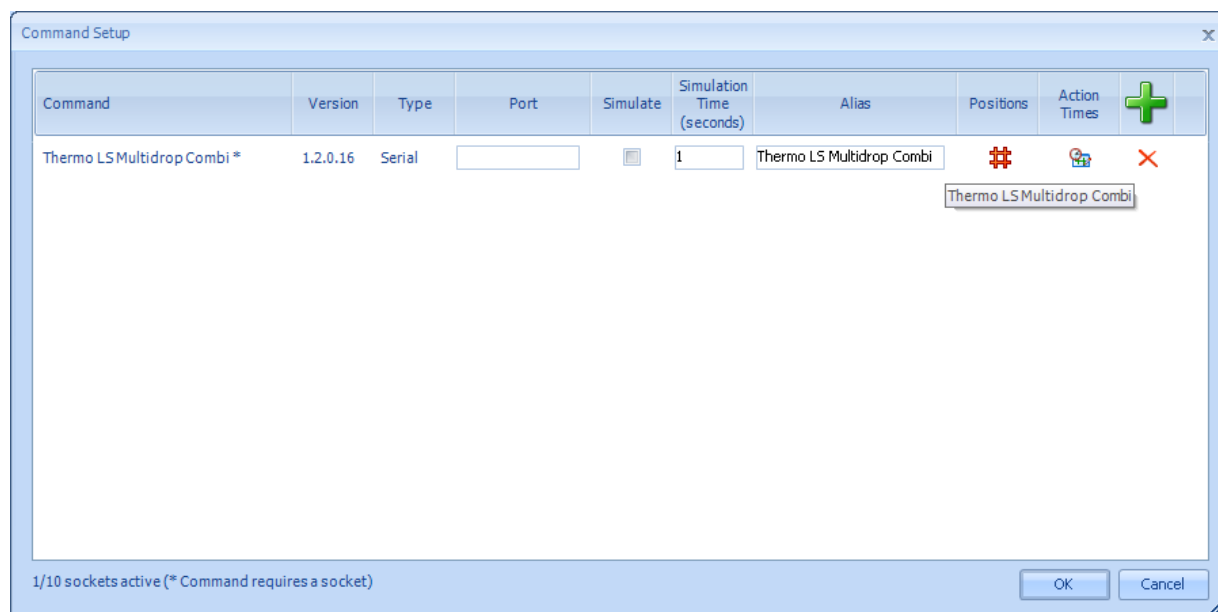 Command Setup
x
Command Version Type Port Simulate Simulation Time (seconds) Alias Positions Action Times
Thermo LS Multidrop Combi * 1.2.0.16 Serial 1 Thermo LS Multidrop Combi
Thermo LS Multidrop Combi
1/10 sockets active (* Command requires a socket)
OK Cancel